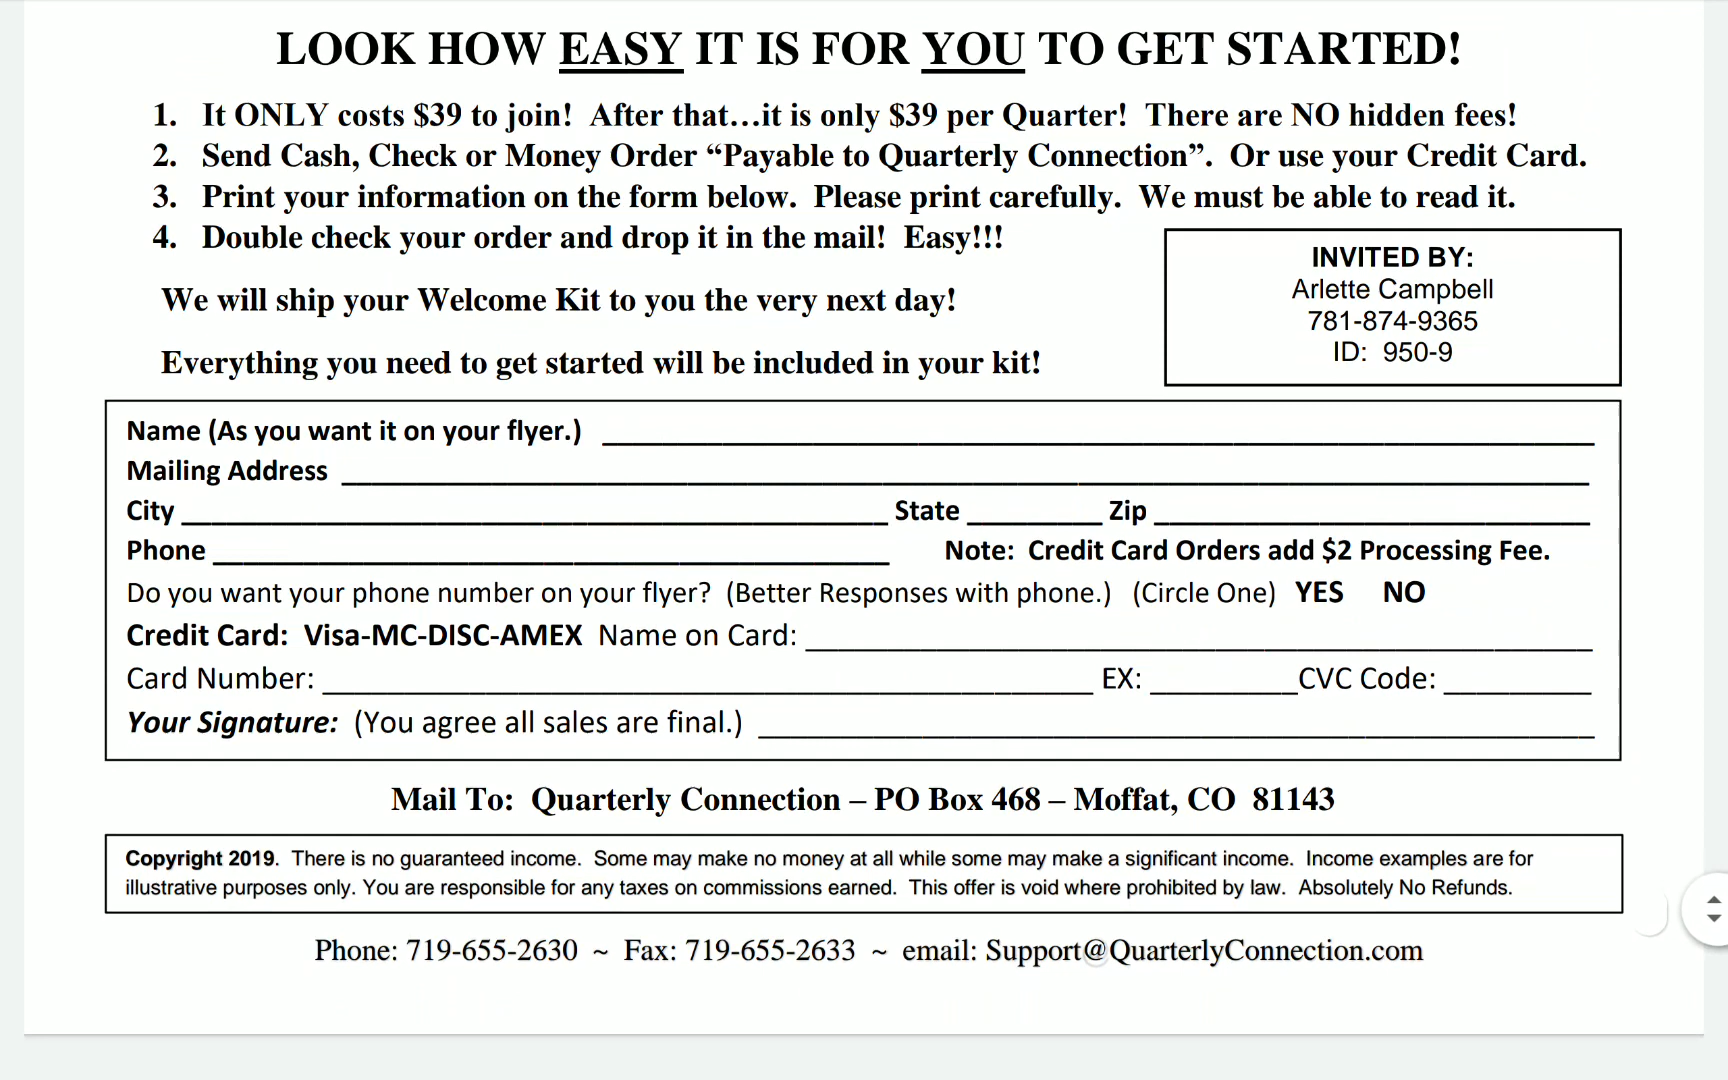 LOOK HOW EASY IT IS FOR YOU TO GET STARTED!
1. It ONLY costs $39 to join! After that…it is only $39 per Quarter! There are NO hidden fees!
2. Send Cash, Check or Money Order “Payable to Quarterly Connection”. Or use your Credit Card.
3. Print your information on the form below. Please print carefully. We must be able to read it.
4. Double check your order and drop it in the mail! Easy!!!
We will ship your Welcome Kit to you the very next day!
Everything you need to get started will be included in your kit!
INVITED BY:
Arlette Campbell
781-874-9365
ID: 950-9
Name (As you want it on your flyer.)
Mailing Address
City State Zip
Phone Note: Credit Card Orders add $2 Processing Fee.
Do you want your phone number on your flyer? (Better Responses with phone.) (Circle One) YES NO
Credit Card: Visa-MC-DISC-AMEX Name on Card:
Card Number: EX: CVC Code:
Your Signature: (You agree all sales are final.)
Mail To: Quarterly Connection – PO Box 468 – Moffat, CO 81143
Copyright 2019. There is no guaranteed income. Some may make no money at all while some may make a significant income. Income examples are for
illustrative purposes only. You are responsible for any taxes on commissions earned. This offer is void where prohibited by law. Absolutely No Refunds.
Phone: 719-655-2630 ~ Fax: 719-655-2633 ~ email: Support@QuarterlyConnection.com